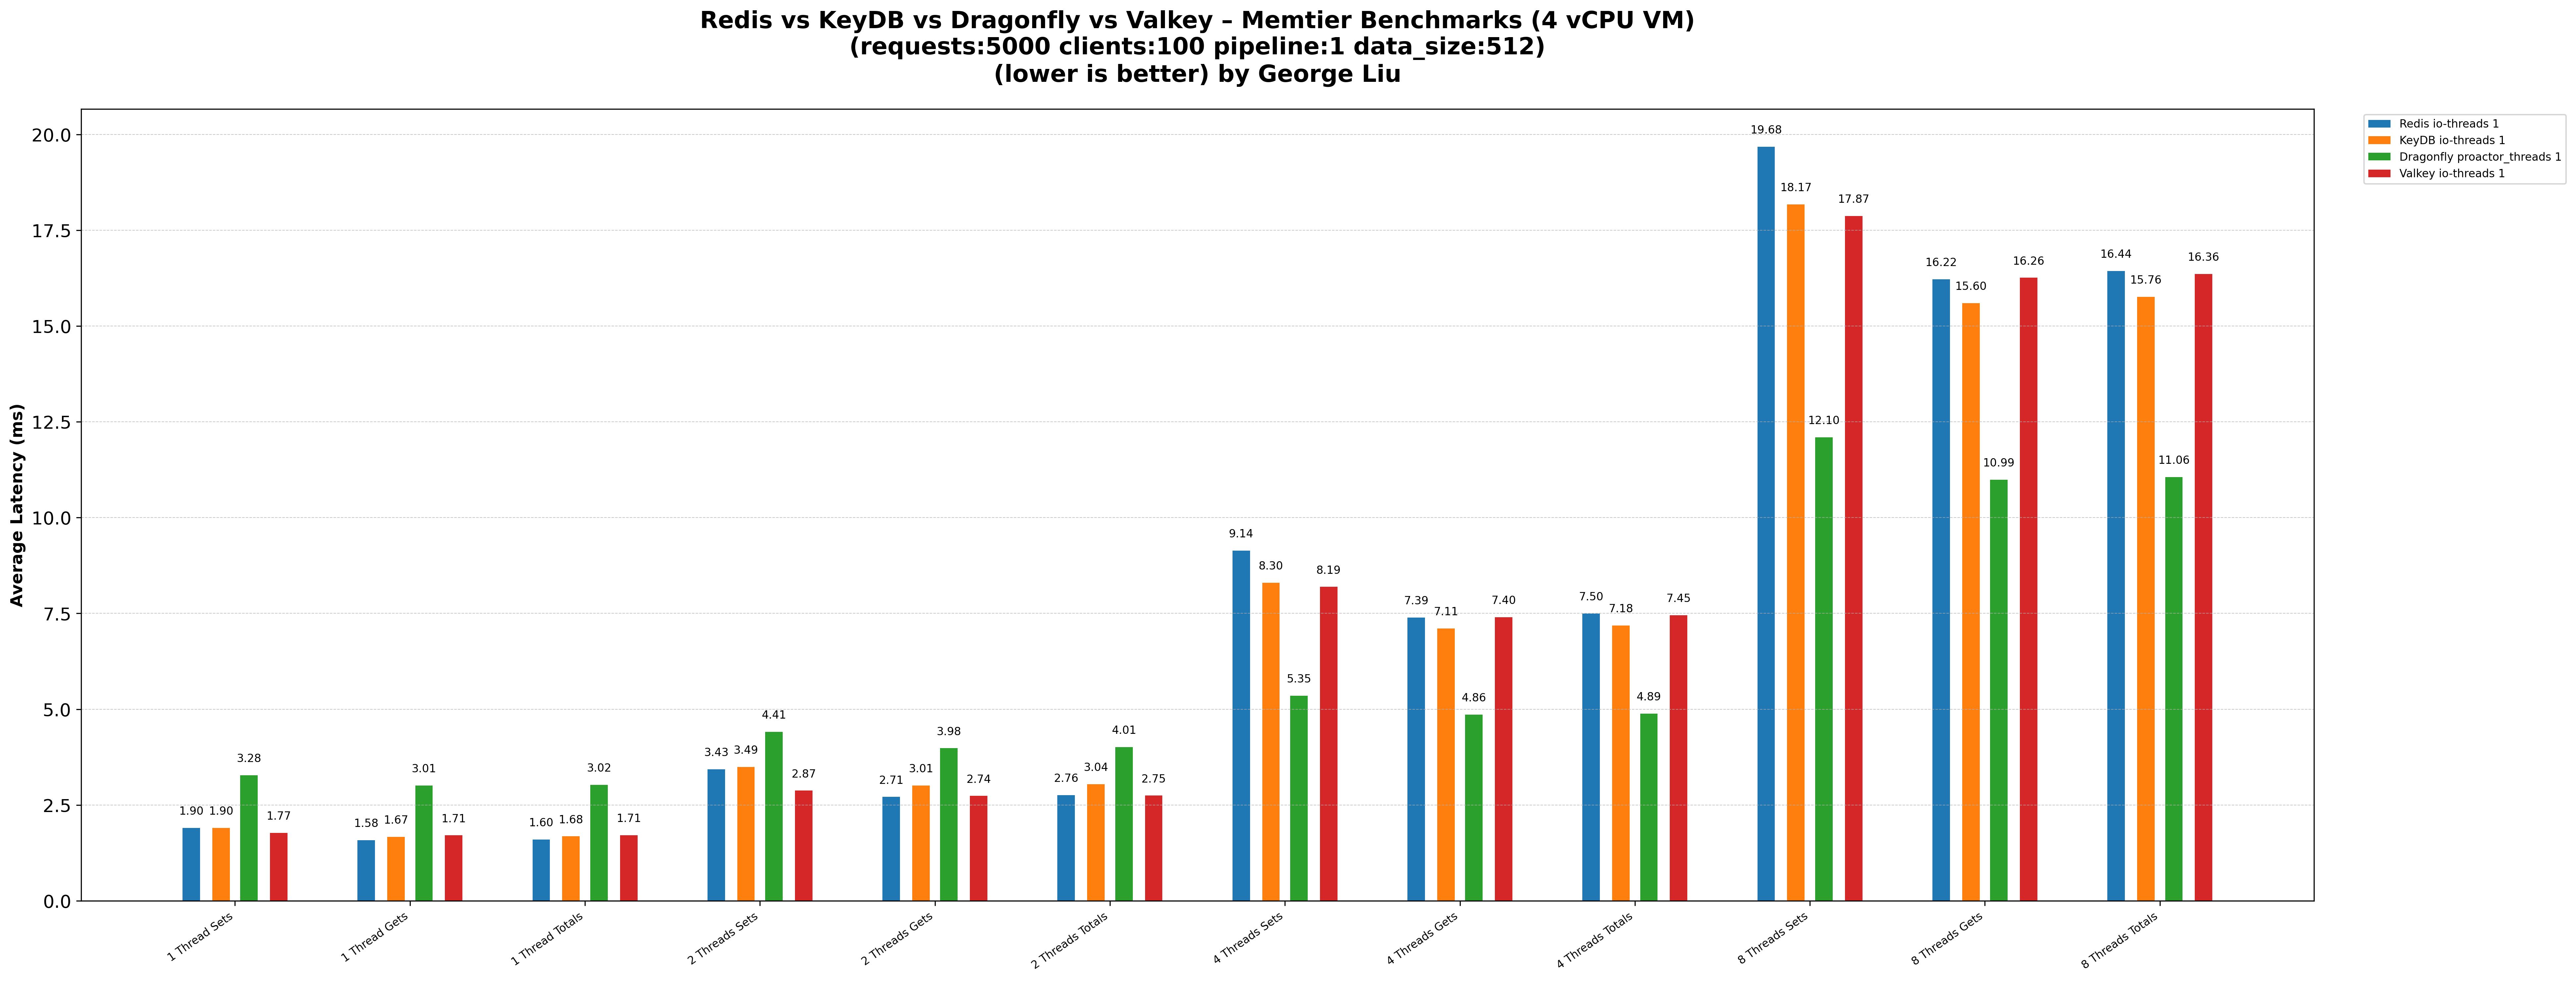 Redis vs KeyDB vs Dragonfly vs Valkey – Memtier Benchmarks (4 vCPU VM)
(requests:5000 clients:100 pipeline:1 data_size:512)
(lower is better) by George Liu
Redis io-threads 1
KeyDB io-threads 1
Dragonfly proactor_threads 1
Valkey io-threads 1
Average Latency (ms)
20.0
17.5
15.0
12.5
10.0
7.5
5.0
2.5
0.0
1.90 1.90 3.28 1.77
1.58 1.67 3.01 1.71
1.60 1.68 3.02 1.71
3.43 3.49 4.41 2.87
2.71 3.01 3.98 2.74
2.76 3.04 4.01 2.75
9.14 8.30 5.35 8.19
7.39 7.11 4.86 7.40
7.50 7.18 4.89 7.45
19.68 18.17 12.10 17.87
16.22 15.60 10.99 16.26
16.44 15.76 11.06 16.36
1 Thread Sets
1 Thread Gets
1 Thread Totals
2 Threads Sets
2 Threads Gets
2 Threads Totals
4 Threads Sets
4 Threads Gets
4 Threads Totals
8 Threads Sets
8 Threads Gets
8 Threads Totals